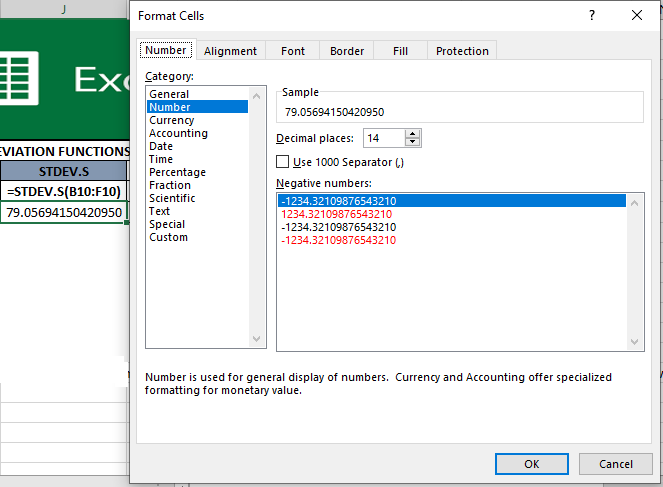 J
Exc
EVIATION FUNCTIONS
STDEV.S
=STDEV.S(B10:F10)
79.05694150420950
Format Cells
?
Number
Alignment
Font
Border
Fill
Protection
Category:
General
Number
Currency
Accounting
Date
Time
Percentage
Fraction
Scientific
Text
Special
Custom
Sample
79.05694150420950
Decimal places: 14
Use 1000 Separator (,)
Negative numbers:
-1234.32109876543210
1234.32109876543210
-1234.32109876543210
-1234.32109876543210
Number is used for general display of numbers. Currency and Accounting offer specialized
formatting for monetary value.
OK
Cancel